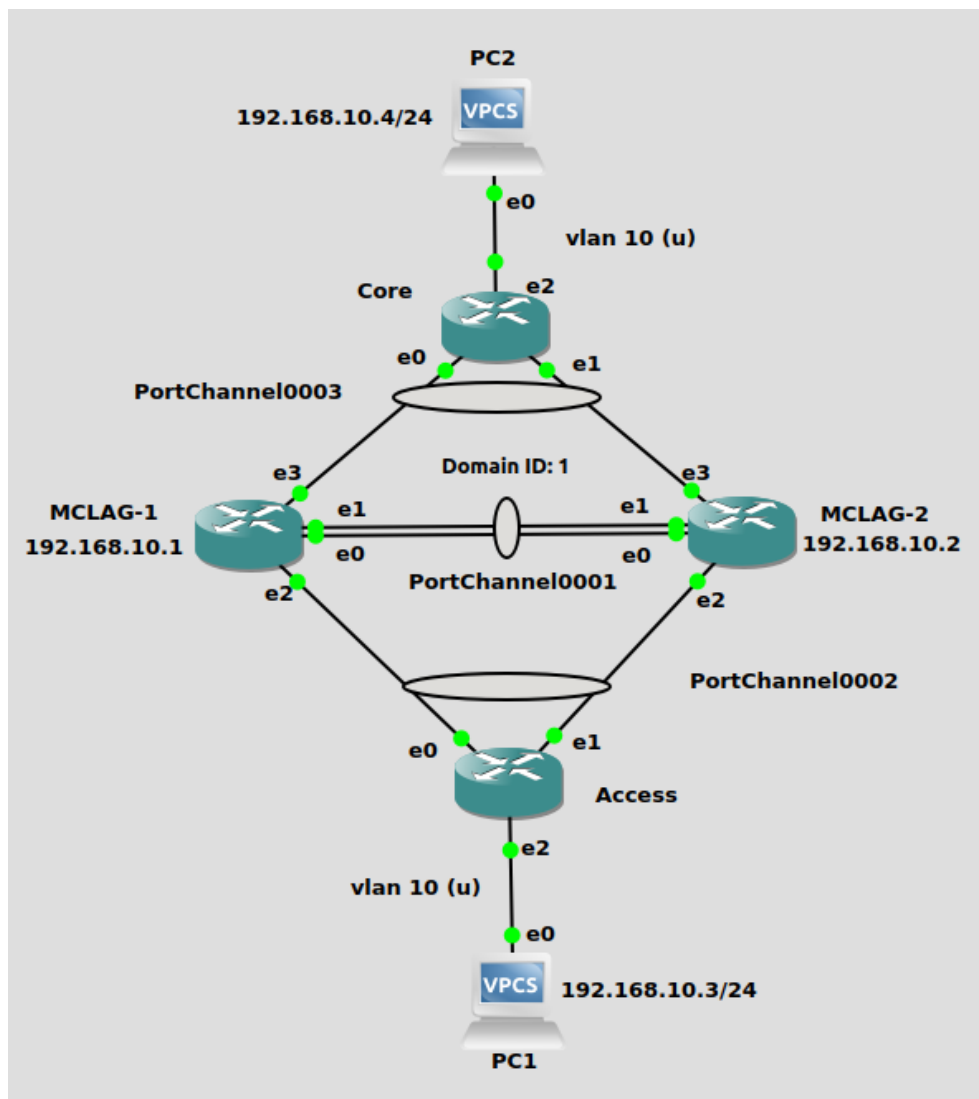 PC2
VPCS
192.168.10.4/24
e0
vlan 10 (u)
Core
e2
e0
e1
PortChannel0003
Domain ID: 1
e3
e3
MCLAG-1
e1
e1
MCLAG-2
192.168.10.1
e0
e0
192.168.10.2
PortChannel0001
e2
e2
PortChannel0002
e0
e1
Access
e2
vlan 10 (u)
e0
VPCS
192.168.10.3/24
PC1